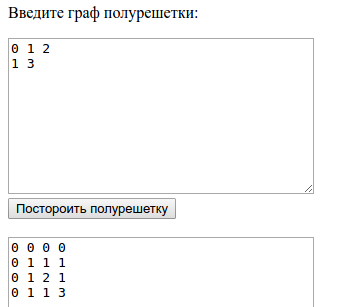 Введите граф полурешетки:
0 1 2
1 3
Постороить полурешетку
0 0 0 0
0 1 1 1
0 1 2 1
0 1 1 3